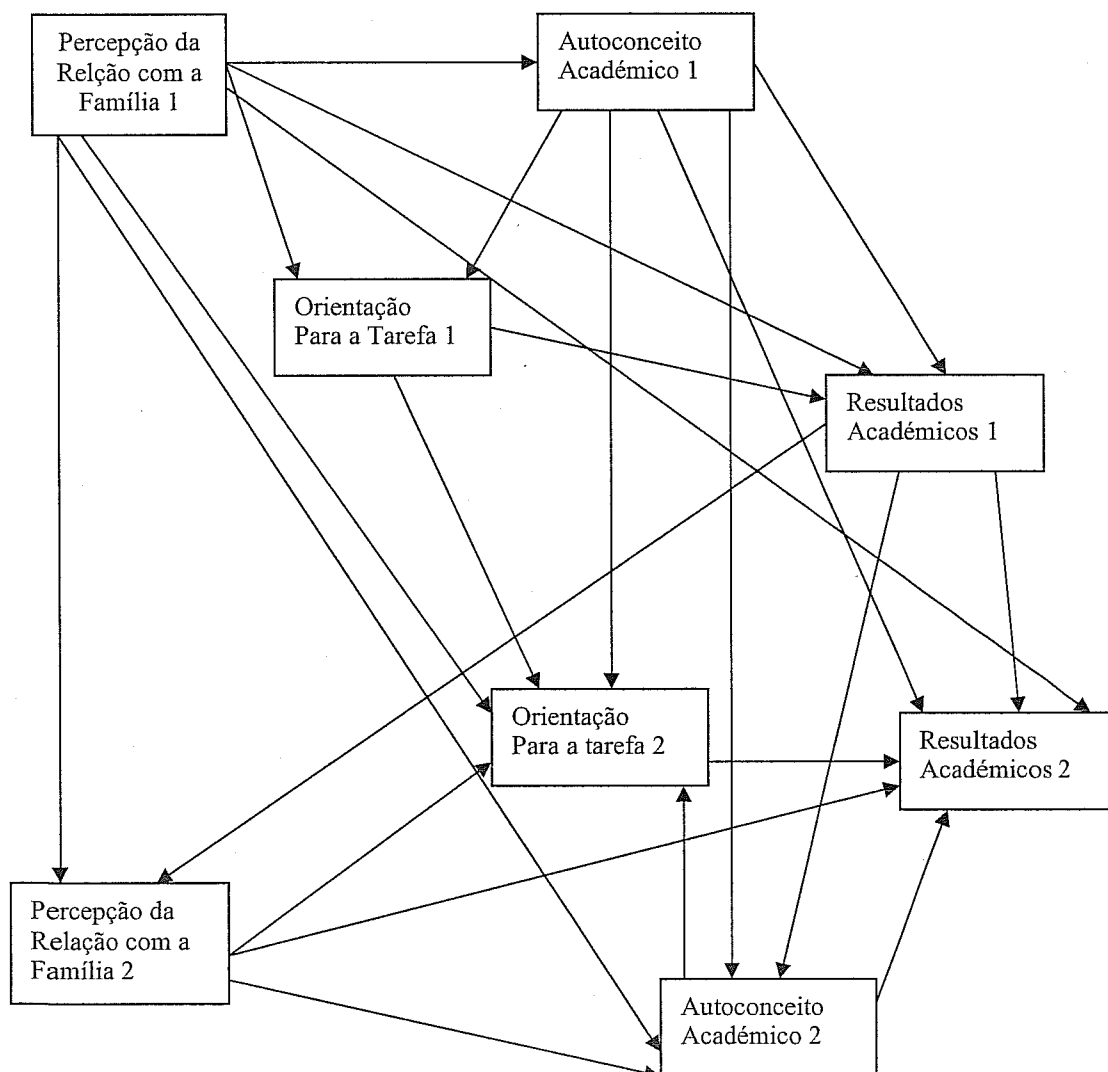 Percepção da
Relção com a
Família 1
Autoconceito
Académico 1
Orientação
Para a Tarefa 1
Resultados
Académicos 1
Orientação
Para a tarefa 2
Resultados
Académicos 2
Percepção da
Relação com a
Família 2
Autoconceito
Académico 2